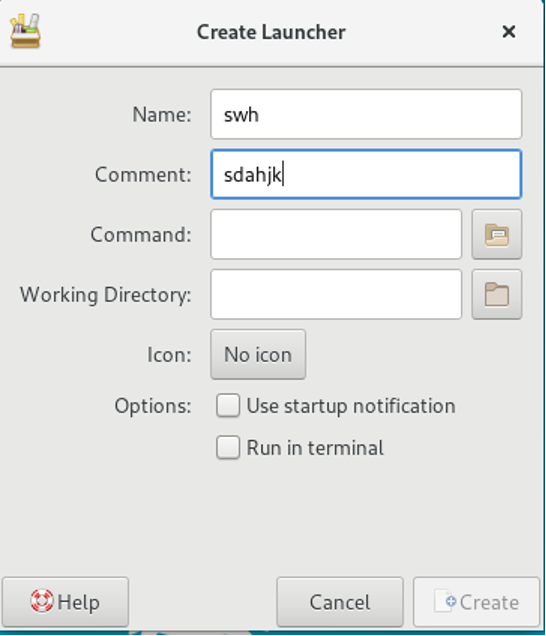 Create Launcher
Name: swh
Comment: sdahjk
Command:
Working Directory:
Icon: No icon
Options: Use startup notification
Run in terminal
Help Cancel Create